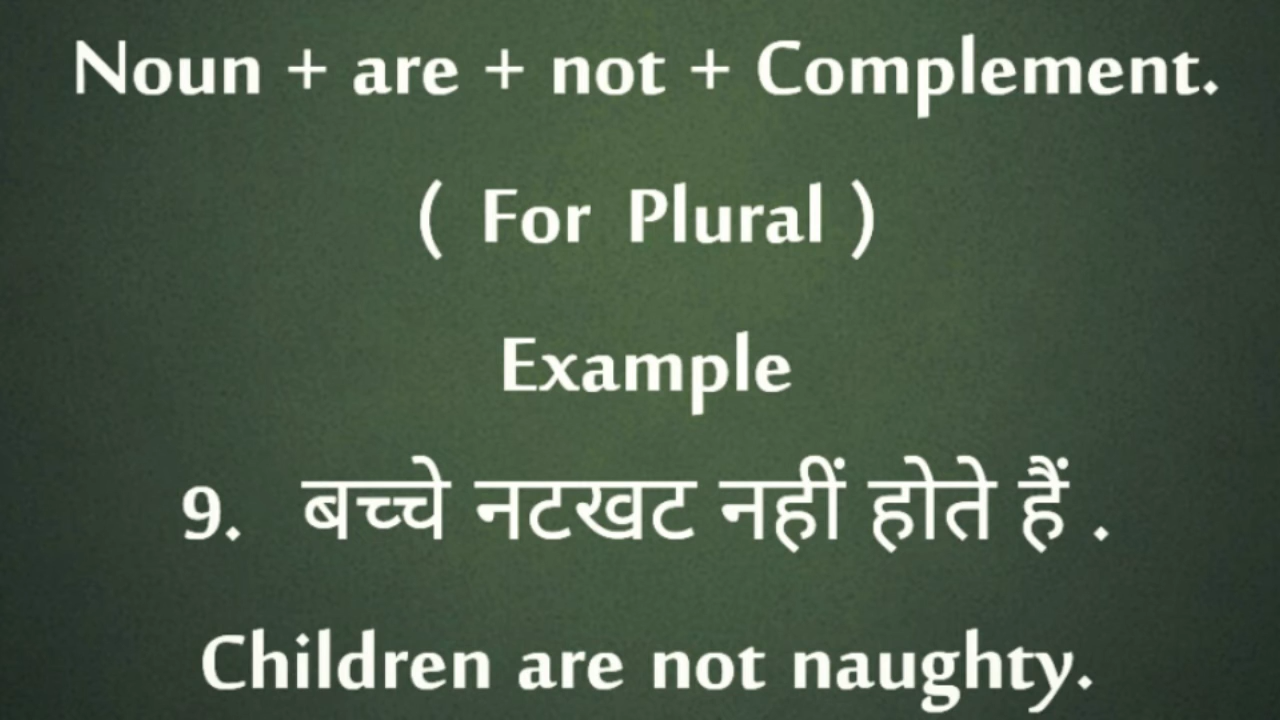 Noun + are + not + Complement.
( For Plural )
Example
9. बच्चे नटखट नहीं होते हैं .
Children are not naughty.